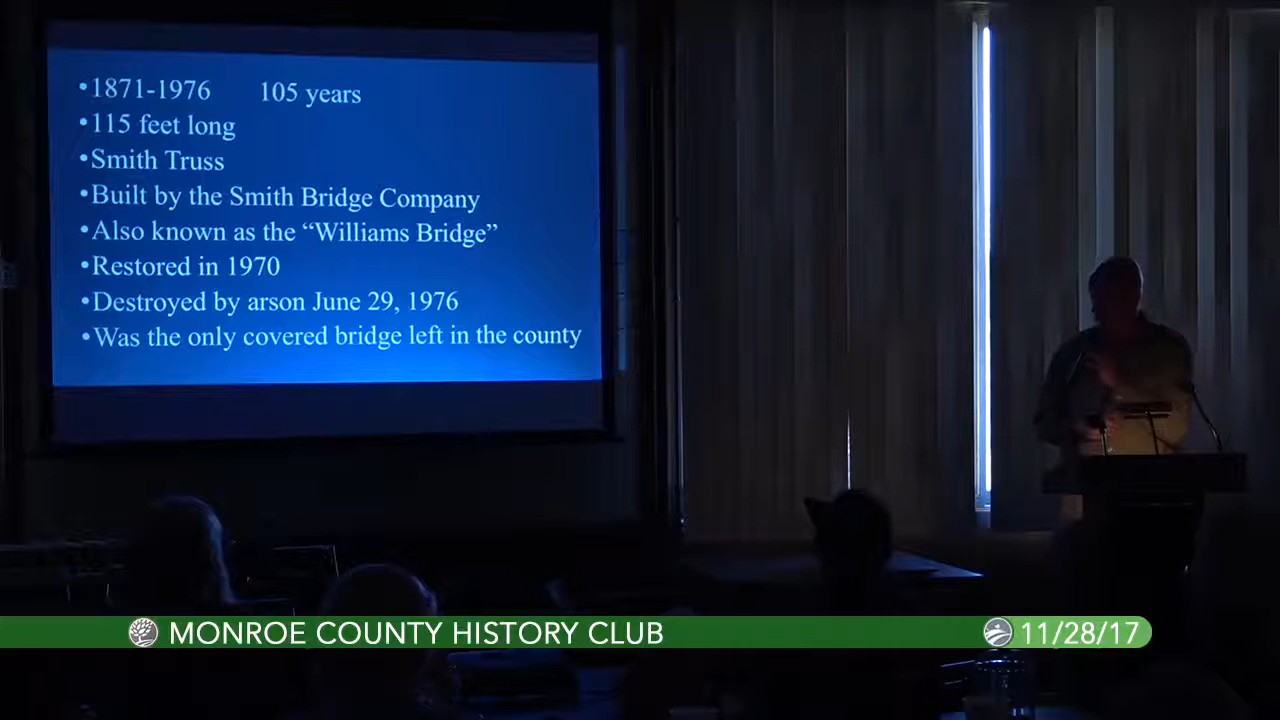 •1871-1976 105 years
•115 feet long
•Smith Truss
•Built by the Smith Bridge Company
•Also known as the “Williams Bridge”
•Restored in 1970
•Destroyed by arson June 29, 1976
•Was the only covered bridge left in the county
MONROE COUNTY HISTORY CLUB 11/28/17